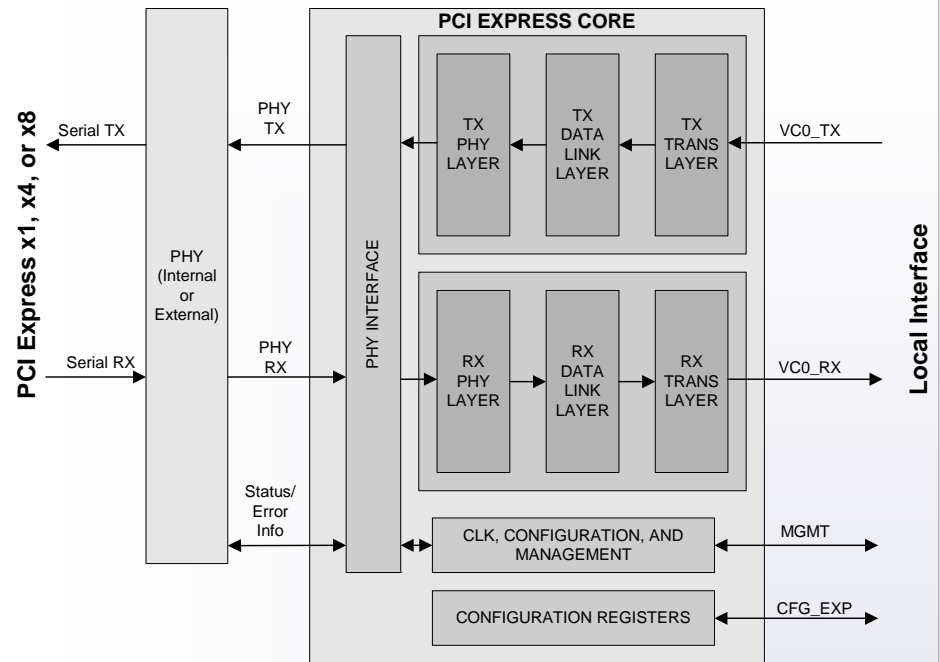 PCI EXPRESS CORE
PCI Express x1, x4, or x8
Serial TX
PHY
TX
TX
PHY
LAYER
TX
DATA
LINK
LAYER
TX
TRANS
LAYER
VC0_TX
PHY
(Internal
or
External)
PHY INTERFACE
Local Interface
Serial RX
PHY
RX
RX
PHY
LAYER
RX
DATA
LINK
LAYER
RX
TRANS
LAYER
VC0_RX
Status/
Error
Info
CLK, CONFIGURATION, AND
MANAGEMENT
MGMT
CONFIGURATION REGISTERS
CFG_EXP